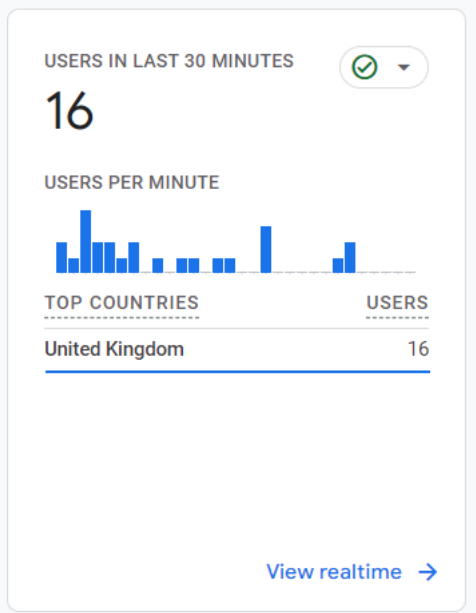 USERS IN LAST 30 MINUTES
16
USERS PER MINUTE
TOP COUNTRIES USERS
United Kingdom 16
View realtime